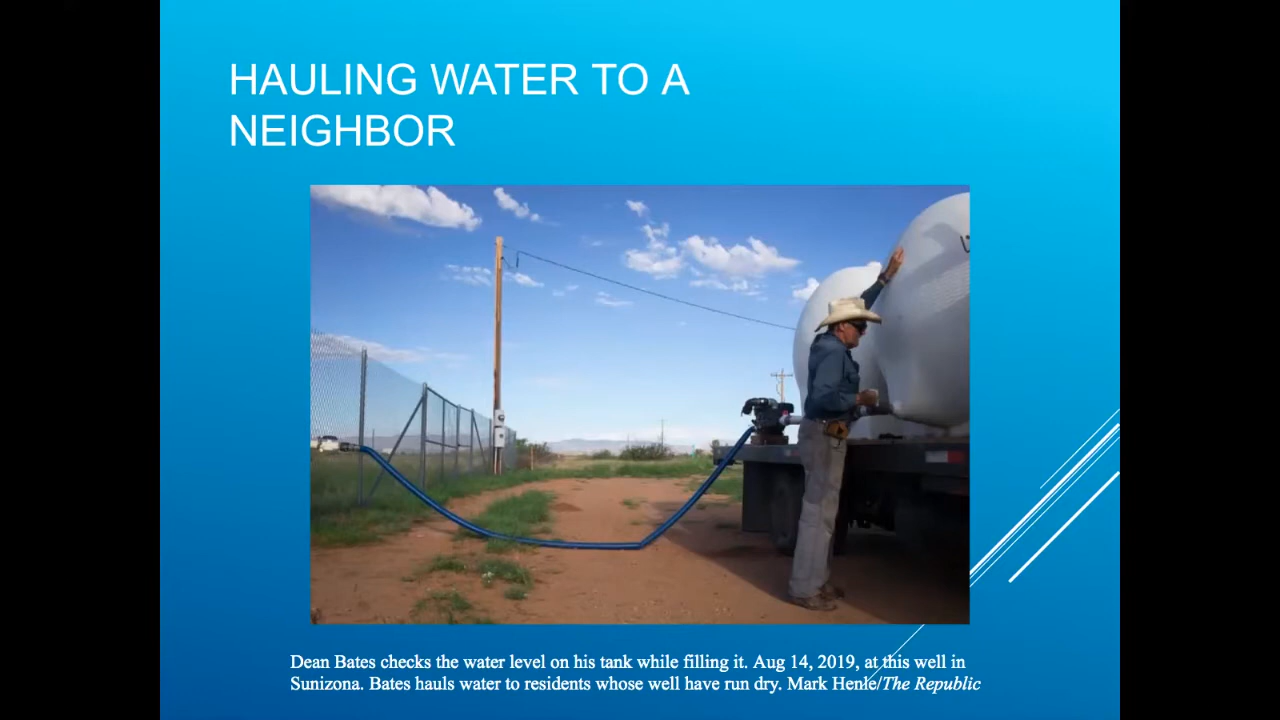 HAULING WATER TO A
NEIGHBOR
Dean Bates checks the water level on his tank while filling it. Aug 14, 2019, at this well in
Sunizona. Bates hauls water to residents whose well have run dry. Mark Henle/The Republic